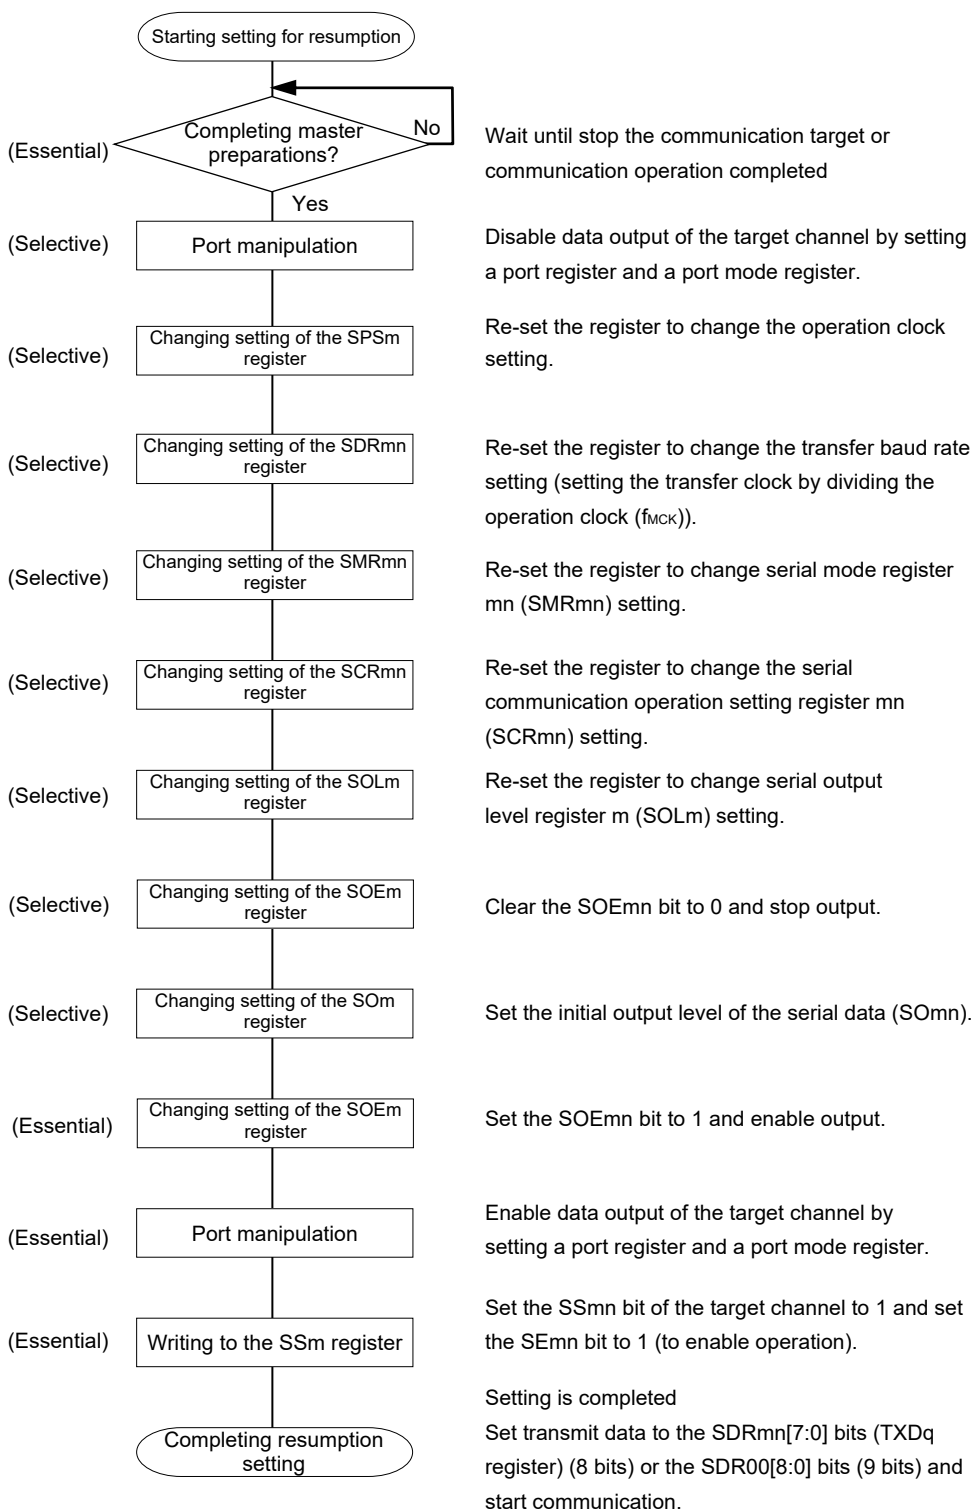 Starting setting for resumption
(Essential)
Completing master
preparations?
No
Wait until stop the communication target or
communication operation completed
Yes
(Selective)
Port manipulation
Disable data output of the target channel by setting
a port register and a port mode register.
(Selective)
Changing setting of the SPSm
register
Re-set the register to change the operation clock
setting.
(Selective)
Changing setting of the SDRmn
register
Re-set the register to change the transfer baud rate
setting (setting the transfer clock by dividing the
operation clock (fMCK)).
(Selective)
Changing setting of the SMRmn
register
Re-set the register to change serial mode register
mn (SMRmn) setting.
(Selective)
Changing setting of the SCRmn
register
Re-set the register to change the serial
communication operation setting register mn
(SCRmn) setting.
(Selective)
Changing setting of the SOLm
register
Re-set the register to change serial output
level register m (SOLm) setting.
(Selective)
Changing setting of the SOEm
register
Clear the SOEmn bit to 0 and stop output.
(Selective)
Changing setting of the SOm
register
Set the initial output level of the serial data (SOmn).
(Essential)
Changing setting of the SOEm
register
Set the SOEmn bit to 1 and enable output.
(Essential)
Port manipulation
Enable data output of the target channel by
setting a port register and a port mode register.
(Essential)
Writing to the SSm register
Set the SSmn bit of the target channel to 1 and set
the SEmn bit to 1 (to enable operation).
Completing resumption
setting
Setting is completed
Set transmit data to the SDRmn[7:0] bits (TXDq
register) (8 bits) or the SDR00[8:0] bits (9 bits) and
start communication.